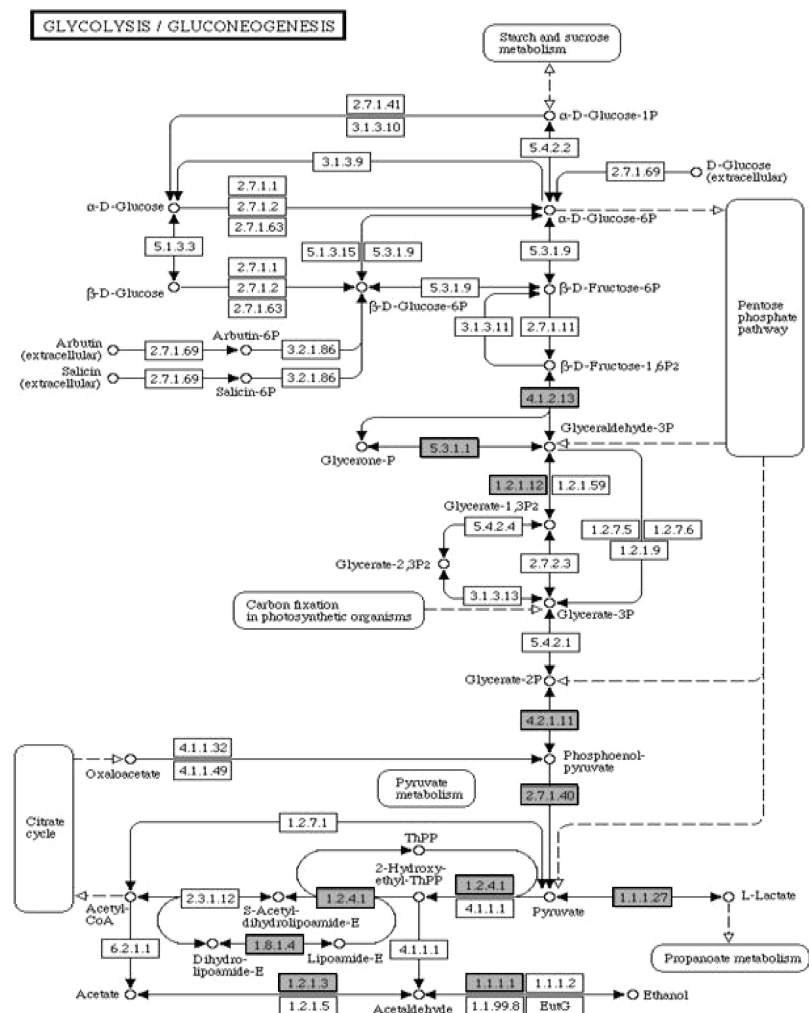 GLYCOLYSIS / GLUCONEOGENESIS
Starch and sucrose
metabolism
2.7.1.41
3.1.3.10
α-D-Glucose-1P
5.4.2.2
3.1.3.9
2.7.1.69
D-Glucose
(extracellular)
2.7.1.1
α-D-Glucose
2.7.1.2
2.7.1.63
α-D-Glucose-6P
5.1.3.3
5.1.3.15
5.3.1.9
5.3.1.9
2.7.1.1
β-D-Glucose
2.7.1.2
2.7.1.63
5.3.1.9
β-D-Glucose-6P
β-D-Fructose-6P
Pentose
phosphate
pathway
3.1.3.11
2.7.1.11
Arbutin
(extracellular)
2.7.1.69
Arbutin-6P
3.2.1.86
β-D-Fructose-1,6P2
Salicin
(extracellular)
2.7.1.69
Salicin-6P
3.2.1.86
4.1.2.13
Glyceraldehyde-3P
5.3.1.1
Glycerone-P
1.2.1.12
1.2.1.59
Glycerate-1,3P2
5.4.2.4
1.2.7.5
1.2.7.6
1.2.1.9
Glycerate-2,3P2
2.7.2.3
3.1.3.13
Carbon fixation
in photosynthetic organisms
Glycerate-3P
5.4.2.1
Glycerate-2P
4.2.1.11
4.1.1.32
Oxaloacetate
4.1.1.49
Phosphoenol-
pyruvate
Pyruvate
metabolism
2.7.1.40
Citrate
cycle
1.2.7.1
ThPP
2-Hydroxy-
ethyl-ThPP
1.2.4.1
4.1.1.1
Pyruvate
1.1.1.27
L-Lactate
2.3.1.12
1.2.4.1
Acetyl-
CoA
S-Acetyl-
dihydrolipoamide-E
6.2.1.1
1.8.1.4
Dihydro-
lipoamide-E
Lipoamide-E
4.1.1.1
Propanoate metabolism
1.2.1.3
Acetate
1.2.1.5
Acetaldehyde
1.1.1.1
1.1.1.2
1.1.99.8
EutG
Ethanol